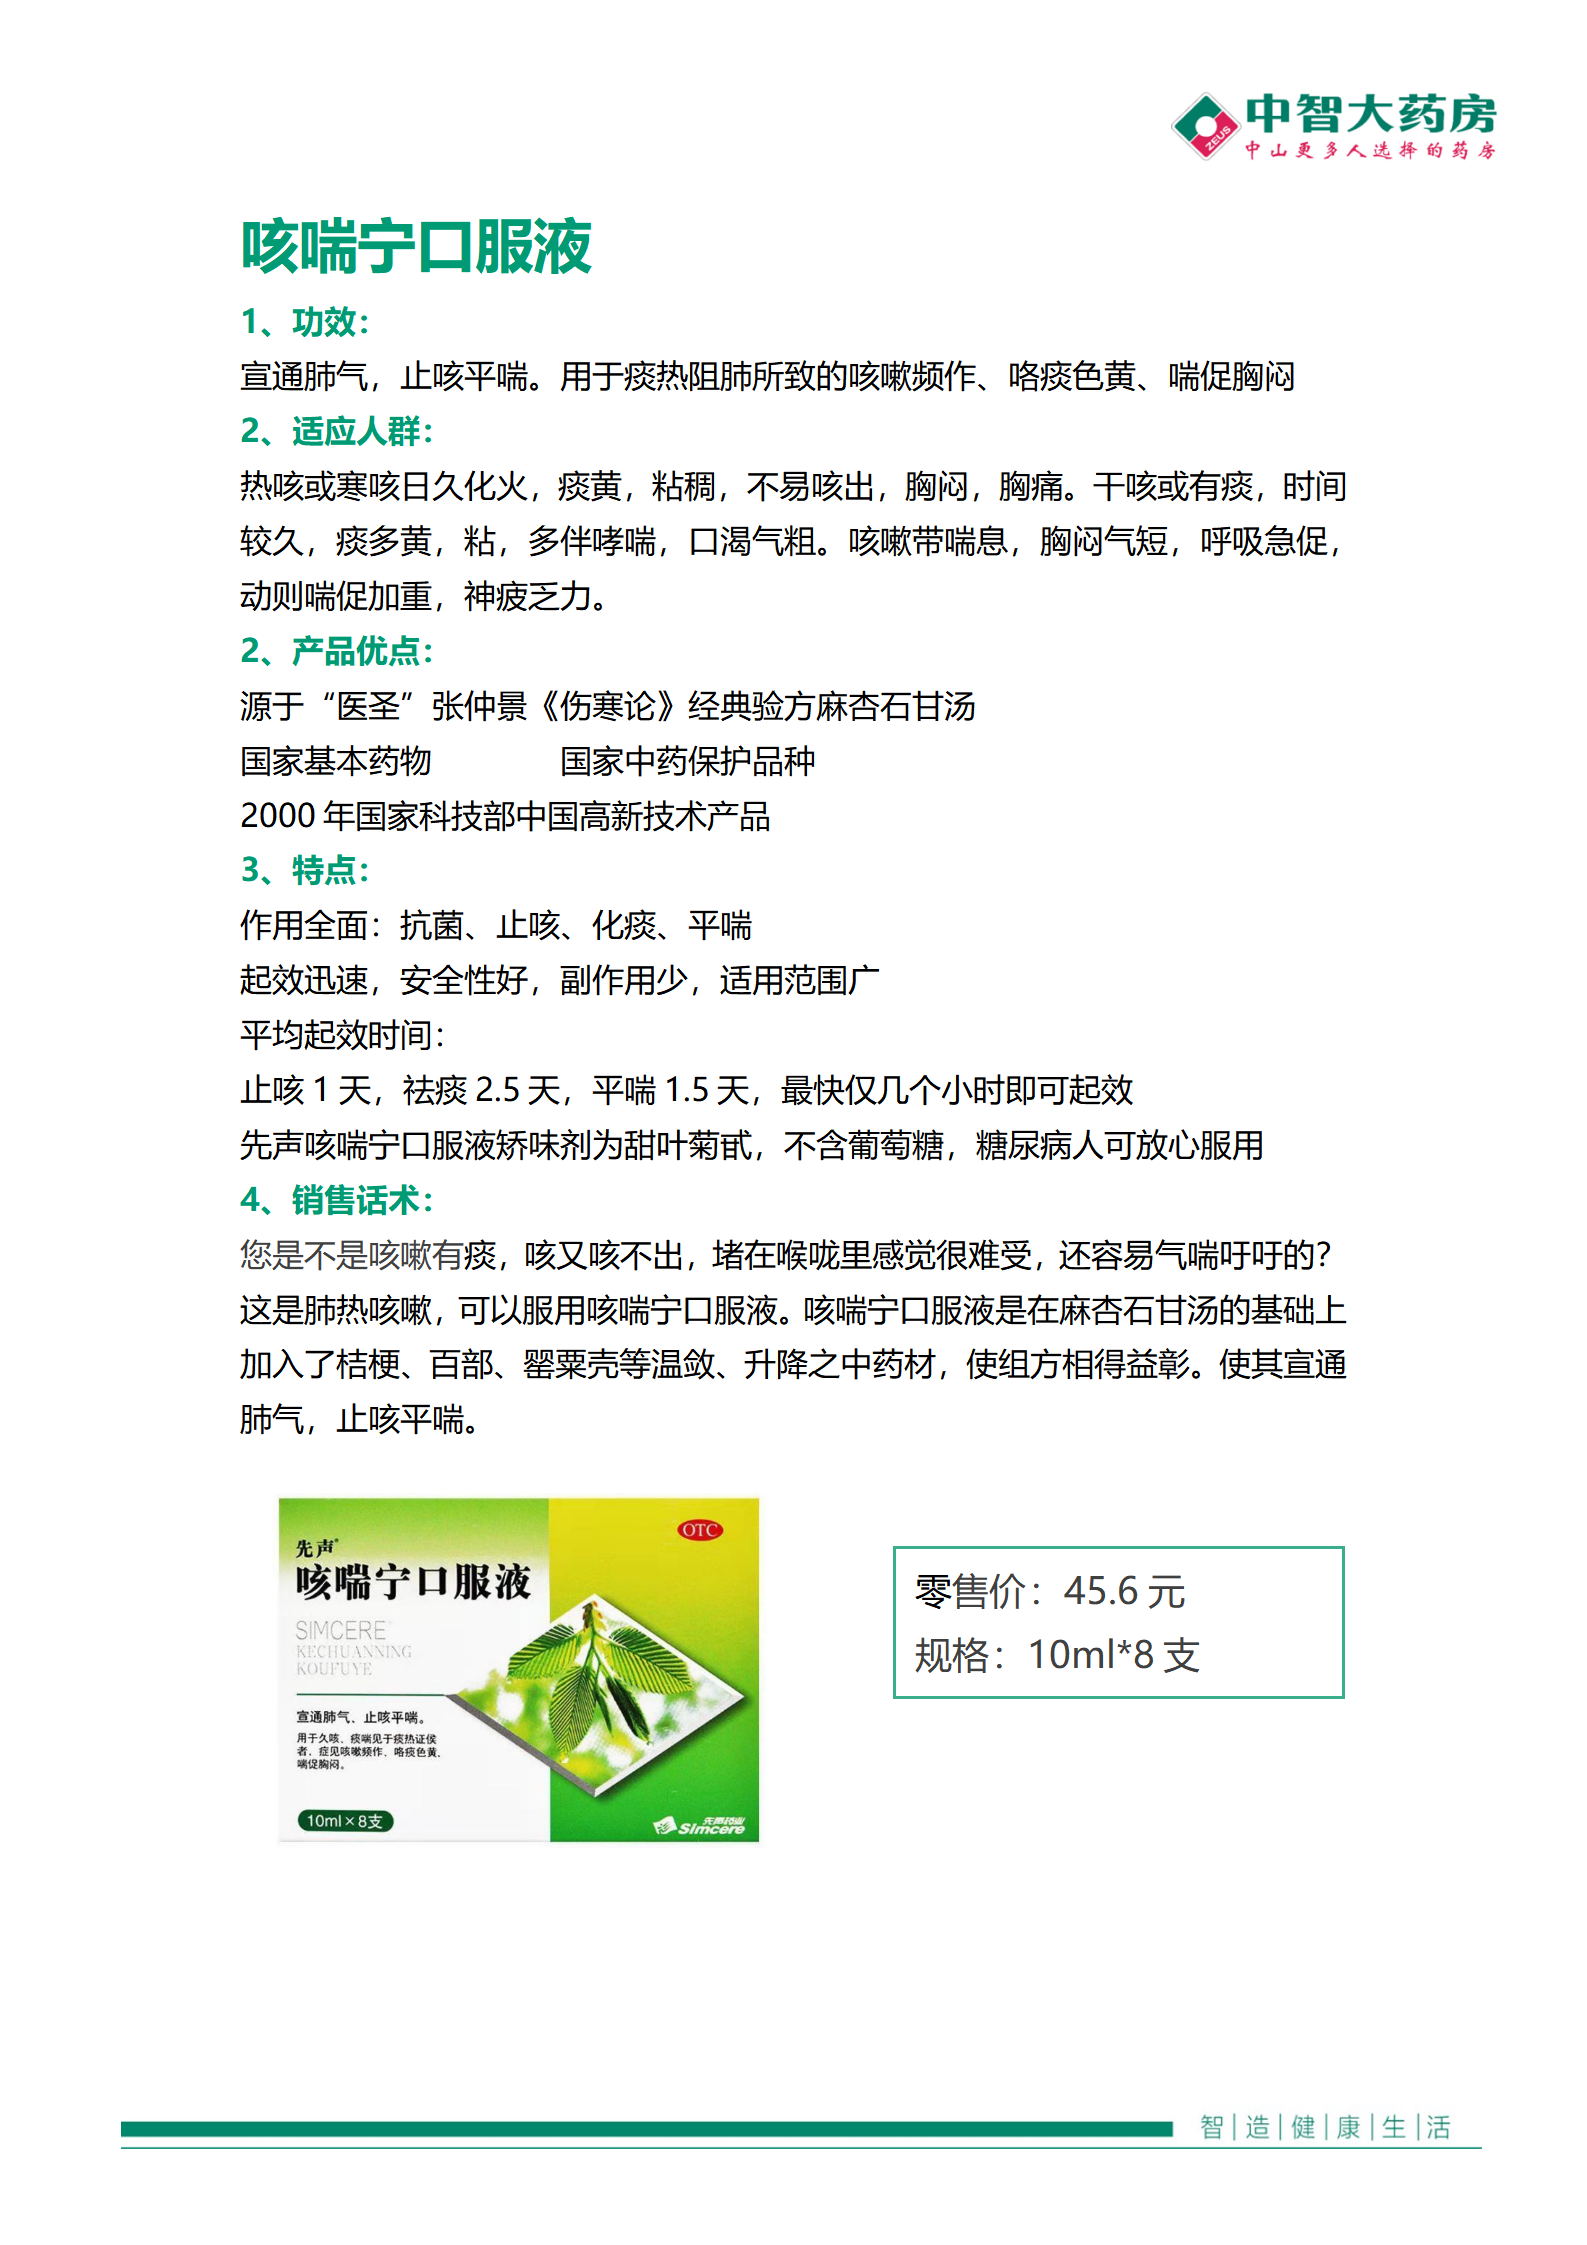 中智大药房
ZEUS
中山更多人选择的药房
咳喘宁口服液
1、功效：
宣通肺气，止咳平喘。用于痰热阻肺所致的咳嗽频作、咯痰色黄、喘促胸闷
2、适应人群：
热咳或寒咳日久化火，痰黄，粘稠，不易咳出，胸闷，胸痛。干咳或有痰，时间
较久，痰多黄，粘，多伴哮喘，口渴气粗。咳嗽带喘息，胸闷气短，呼吸急促，
动则喘促加重，神疲乏力。
2、产品优点：
源于“医圣”张仲景《伤寒论》经典验方麻杏石甘汤
国家基本药物 国家中药保护品种
2000 年国家科技部中国高新技术产品
3、特点：
作用全面：抗菌、止咳、化痰、平喘
起效迅速，安全性好，副作用少，适用范围广
平均起效时间：
止咳 1 天，祛痰 2.5 天，平喘 1.5 天，最快仅几个小时即可起效
先声咳喘宁口服液矫味剂为甜叶菊甙，不含葡萄糖，糖尿病人可放心服用
4、销售话术：
您是不是咳嗽有痰，咳又咳不出，堵在喉咙里感觉很难受，还容易气喘吁吁的？
这是肺热咳嗽，可以服用咳喘宁口服液。咳喘宁口服液是在麻杏石甘汤的基础上
加入了桔梗、百部、罂粟壳等温敛、升降之中药材，使组方相得益彰。使其宣通
肺气，止咳平喘。
OTC
先声®
咳喘宁口服液
SIMCERE
KECHUANNING
KOUFUYE
宣通肺气、止咳平喘。
用于久咳、痰喘见于痰热证侯
者、症见咳嗽频作、咯痰色黄、
喘促胸闷。
10ml×8支
先声药业
Simcere
零售价：45.6 元
规格：10ml*8 支
智|造|健|康|生|活